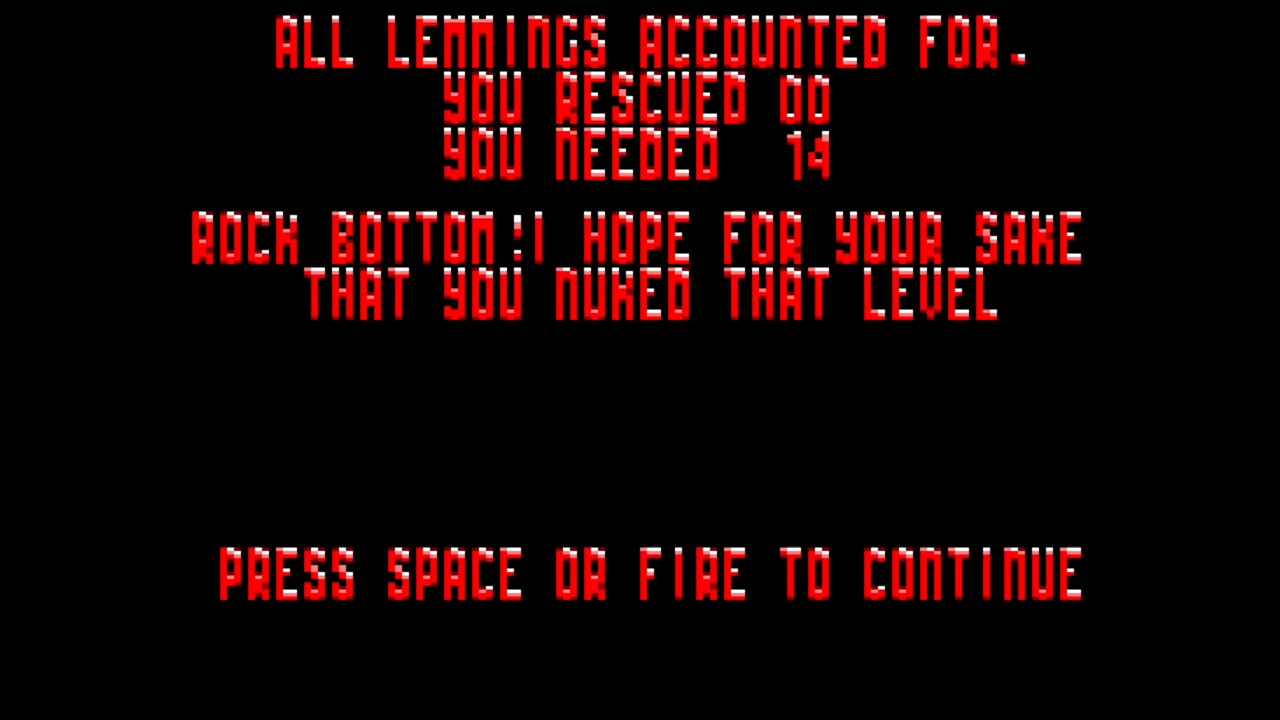 ALL LEMMINGS ACCOUNTED FOR.
YOU RESCUED 00
YOU NEEDED 14
ROCK BOTTOM!I HOPE FOR YOUR SAKE
THAT YOU NUKED THAT LEVEL
PRESS SPACE OR FIRE TO CONTINUE